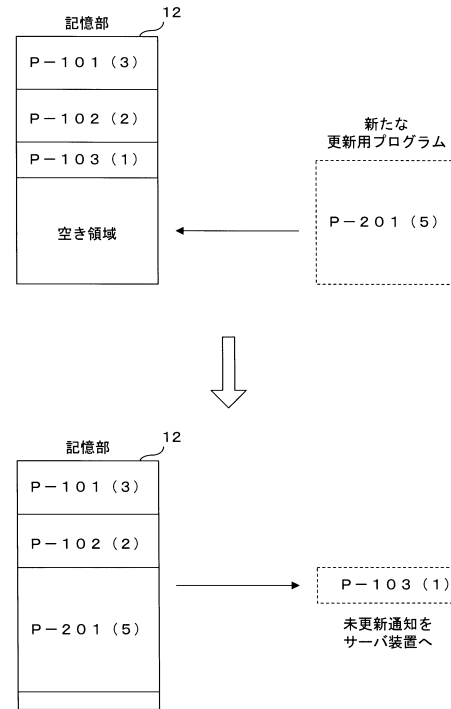 記憶部
12
P－101（3）
P－102（2）
P－103（1）
空き領域
新たな
更新用プログラム
P－201（5）
記憶部
12
P－101（3）
P－102（2）
P－201（5）
P－103（1）
未更新通知を
サーバ装置へ